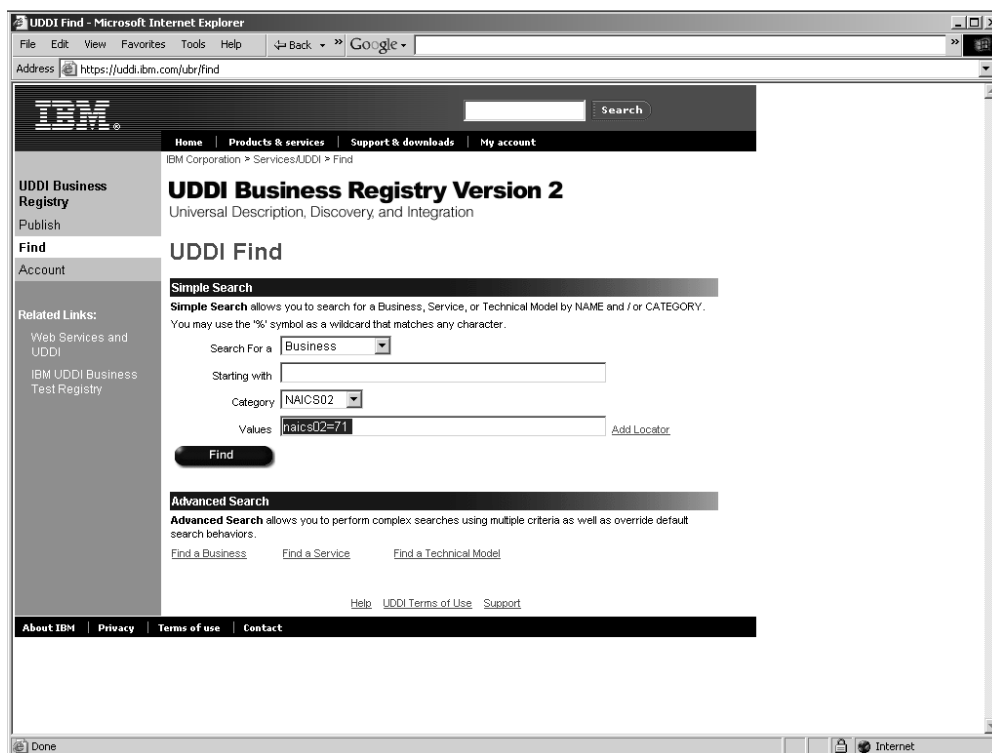 UDDI Find - Microsoft Internet Explorer
File Edit View Favorites Tools Help Back » Google
»
Address https://uddi.ibm.com/ubr/find
IBM®
Search
Home | Products & services | Support & downloads | My account
IBM Corporation > Services/UDDI > Find
UDDI Business
Registry
Publish
Find
Account
Related Links:
Web Services and
UDDI
IBM UDDI Business
Test Registry
UDDI Business Registry Version 2
Universal Description, Discovery, and Integration
UDDI Find
Simple Search
Simple Search allows you to search for a Business, Service, or Technical Model by NAME and / or CATEGORY.
You may use the '%' symbol as a wildcard that matches any character.
Search For a Business
Starting with
Category NAICS02
Values naics02=71 Add Locator
Find
Advanced Search
Advanced Search allows you to perform complex searches using multiple criteria as well as override default
search behaviors.
Find a Business Find a Service Find a Technical Model
Help UDDI Terms of Use Support
About IBM | Privacy | Terms of use | Contact
Done Internet